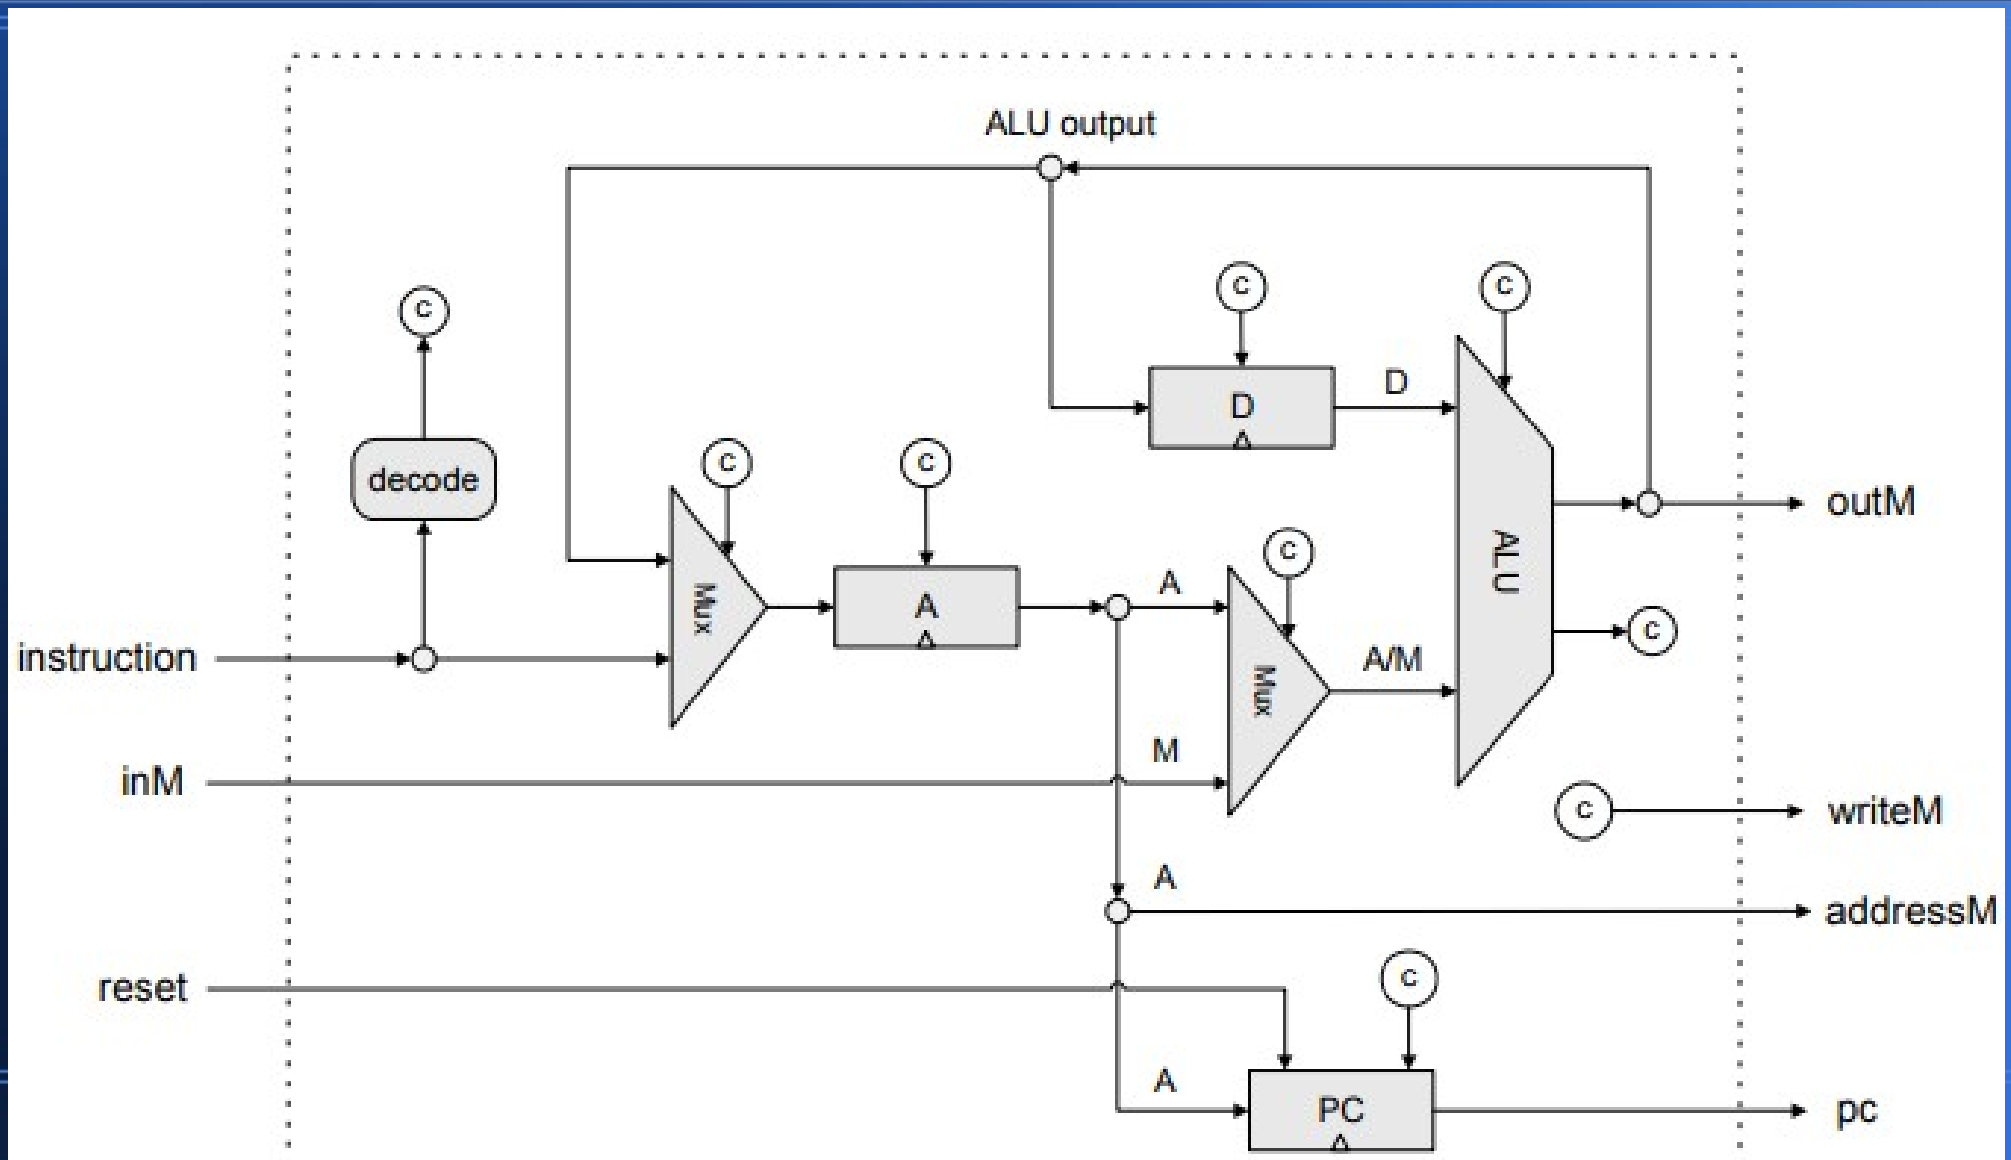 ALU output
c
c
c
D
D
decode
c
c
Mux
A
A
c
Mux
A/M
ALU
outM
c
instruction
inM
M
c
writeM
A
addressM
reset
c
A
PC
pc